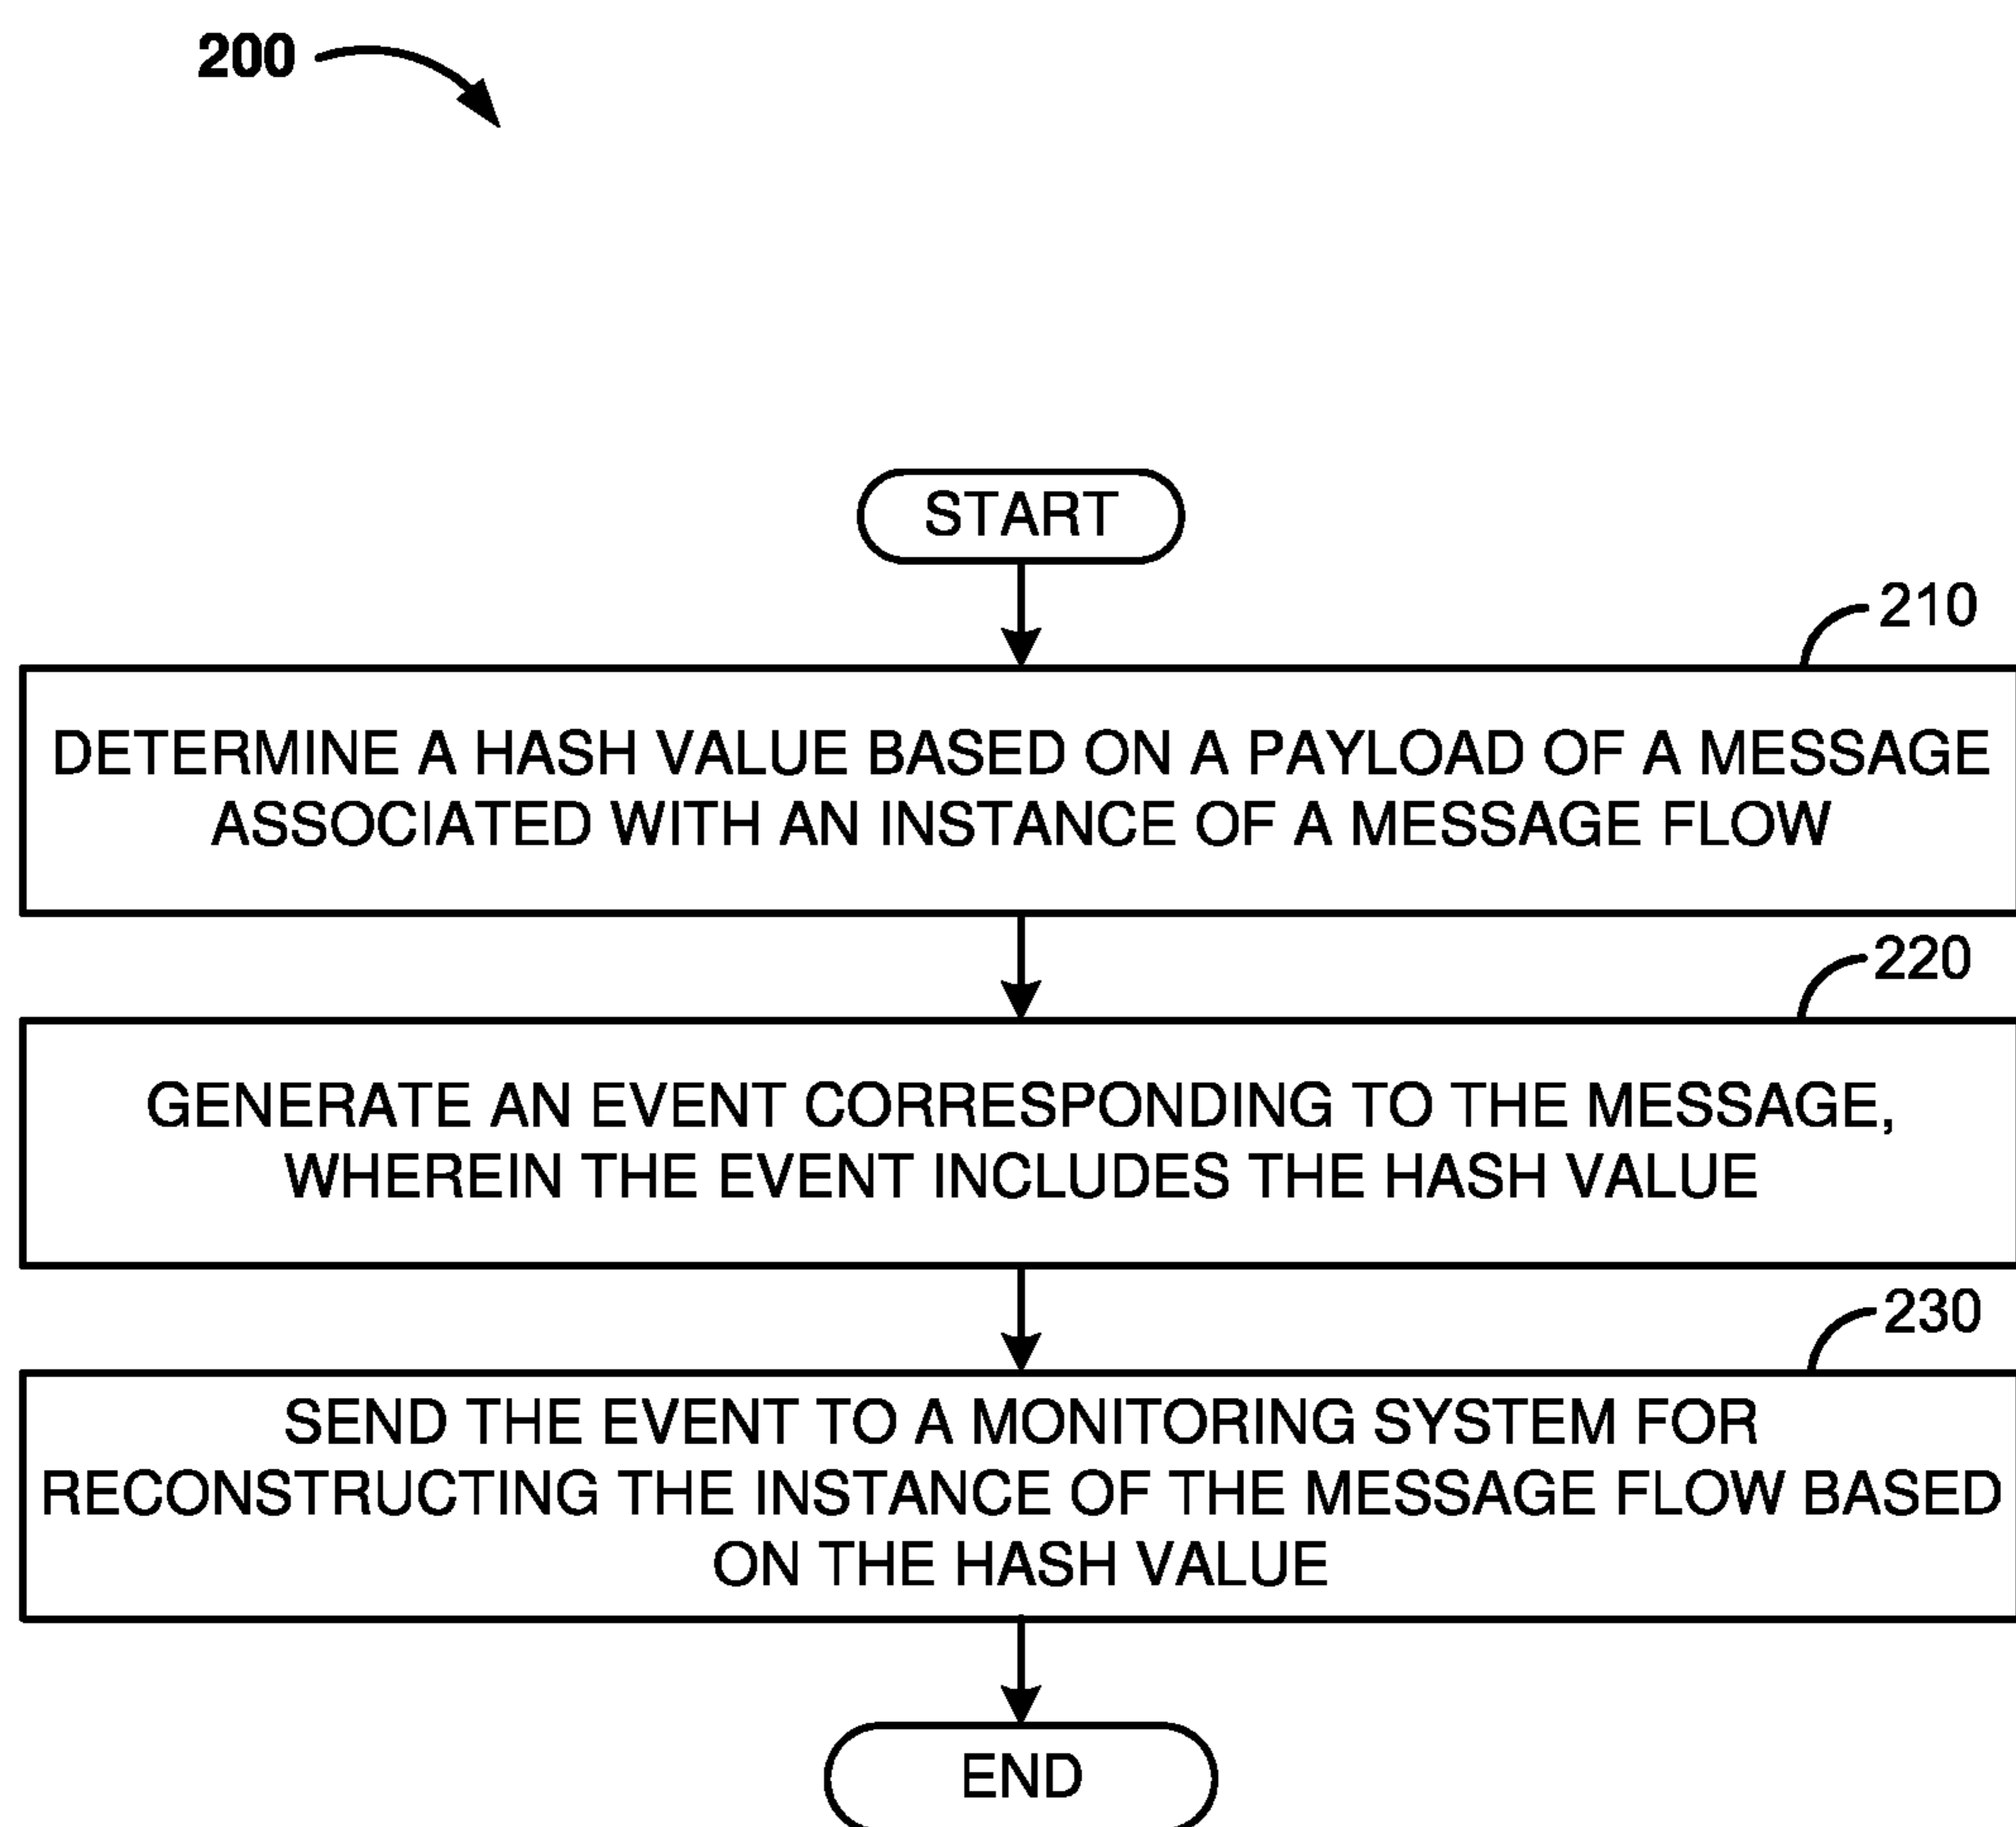 200
START
210
DETERMINE A HASH VALUE BASED ON A PAYLOAD OF A MESSAGE
ASSOCIATED WITH AN INSTANCE OF A MESSAGE FLOW
220
GENERATE AN EVENT CORRESPONDING TO THE MESSAGE,
WHEREIN THE EVENT INCLUDES THE HASH VALUE
230
SEND THE EVENT TO A MONITORING SYSTEM FOR
RECONSTRUCTING THE INSTANCE OF THE MESSAGE FLOW BASED
ON THE HASH VALUE
END